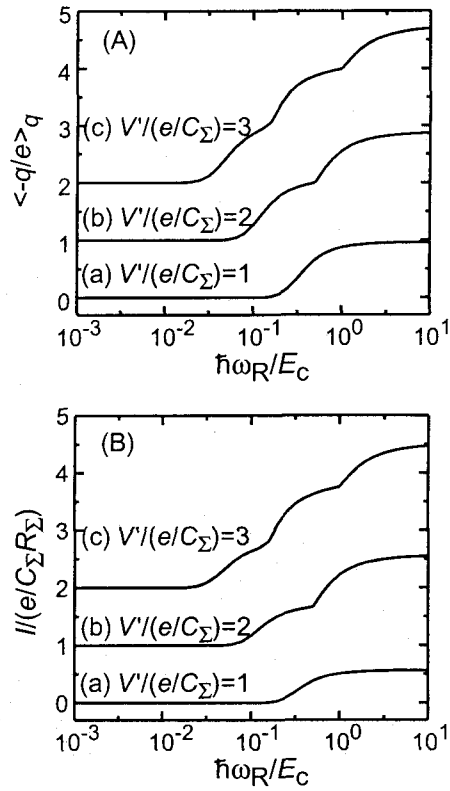 (A)
5
4
3
2
1
0
<-q/e>q
(c) V'/(e/CΣ)=3
(b) V'/(e/CΣ)=2
(a) V'/(e/CΣ)=1
10⁻³ 10⁻² 10⁻¹ 10⁰ 10¹
ħωR/Ec
(B)
5
4
3
2
1
0
I/(e/CΣRΣ)
(c) V'/(e/CΣ)=3
(b) V'/(e/CΣ)=2
(a) V'/(e/CΣ)=1
10⁻³ 10⁻² 10⁻¹ 10⁰ 10¹
ħωR/Ec